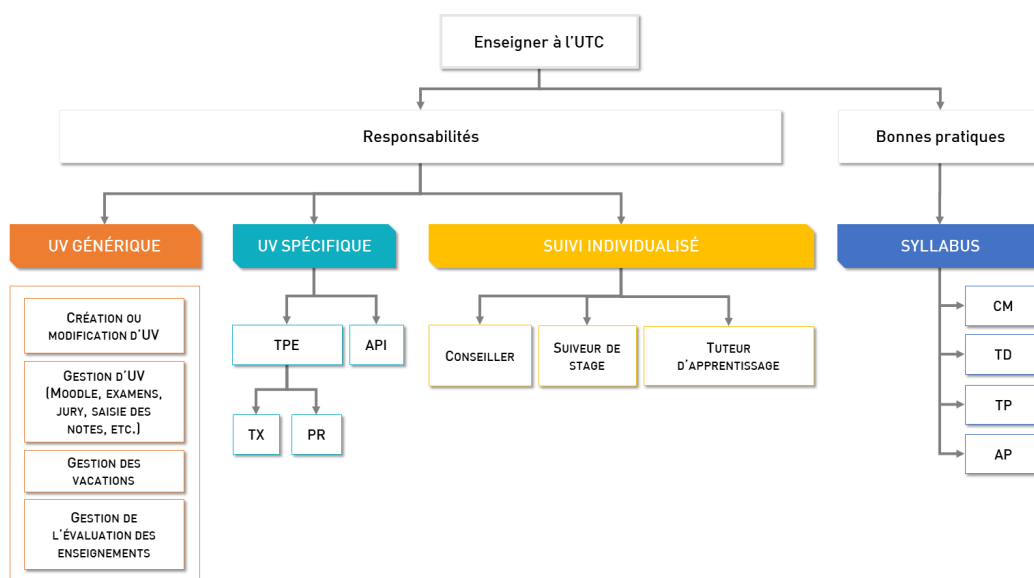 Enseigner à l'UTC
Responsabilités
Bonnes pratiques
UV GÉNÉRIQUE
UV SPÉCIFIQUE
SUIVI INDIVIDUALISÉ
SYLLABUS
CRÉATION OU
MODIFICATION D'UV
GESTION D'UV
(MOODLE, EXAMENS,
JURY, SAISIE DES
NOTES, ETC.)
GESTION DES
VACATIONS
GESTION DE
L'ÉVALUATION DES
ENSEIGNEMENTS
TPE
API
TX
PR
CONSEILLER
SUIVEUR DE
STAGE
TUTEUR
D'APPRENTISSAGE
CM
TD
TP
AP